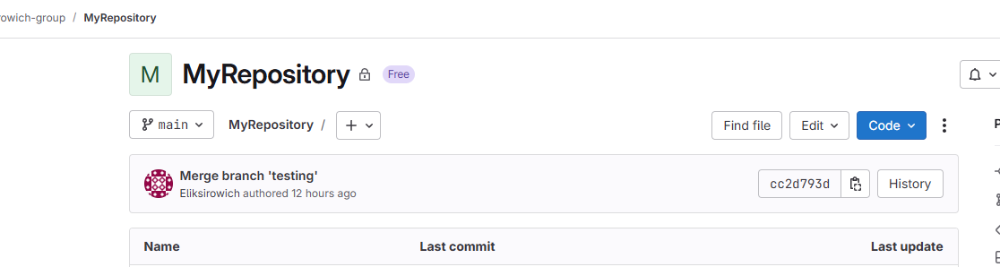 rowich-group / MyRepository
M MyRepository Free
main MyRepository / + Find file Edit Code
Merge branch 'testing'
Eliksirowich authored 12 hours ago
cc2d793d History
Name Last commit Last update